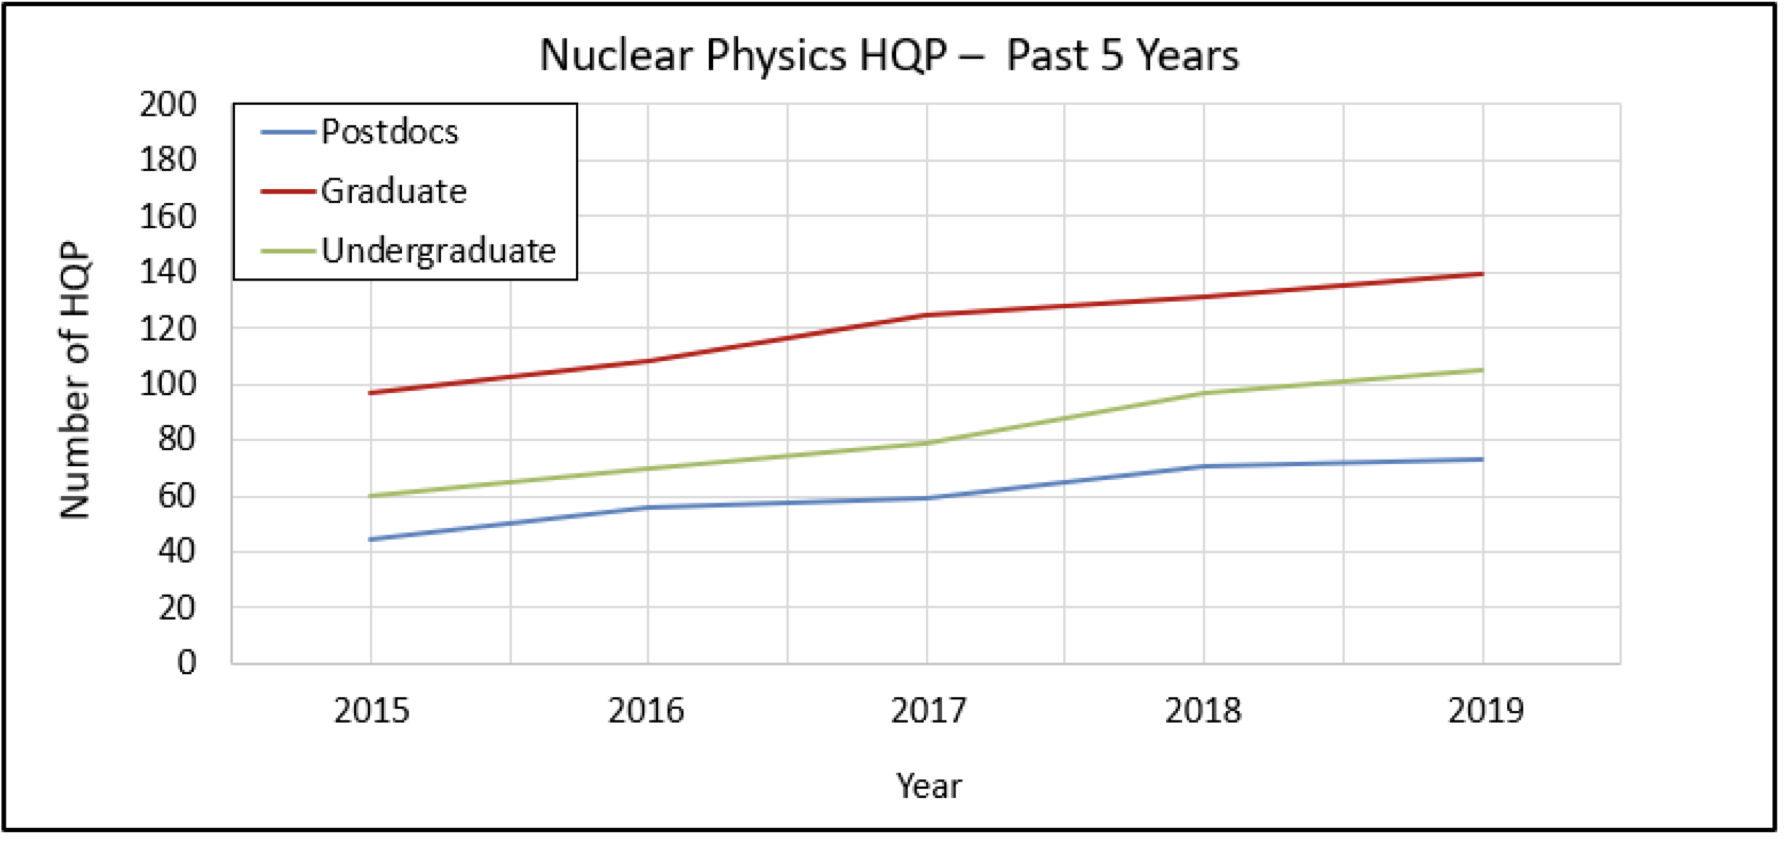 Nuclear Physics HQP – Past 5 Years
200
180
160
140
120
100
80
60
40
20
0
Postdocs
Graduate
Undergraduate
Number of HQP
2015 2016 2017 2018 2019
Year